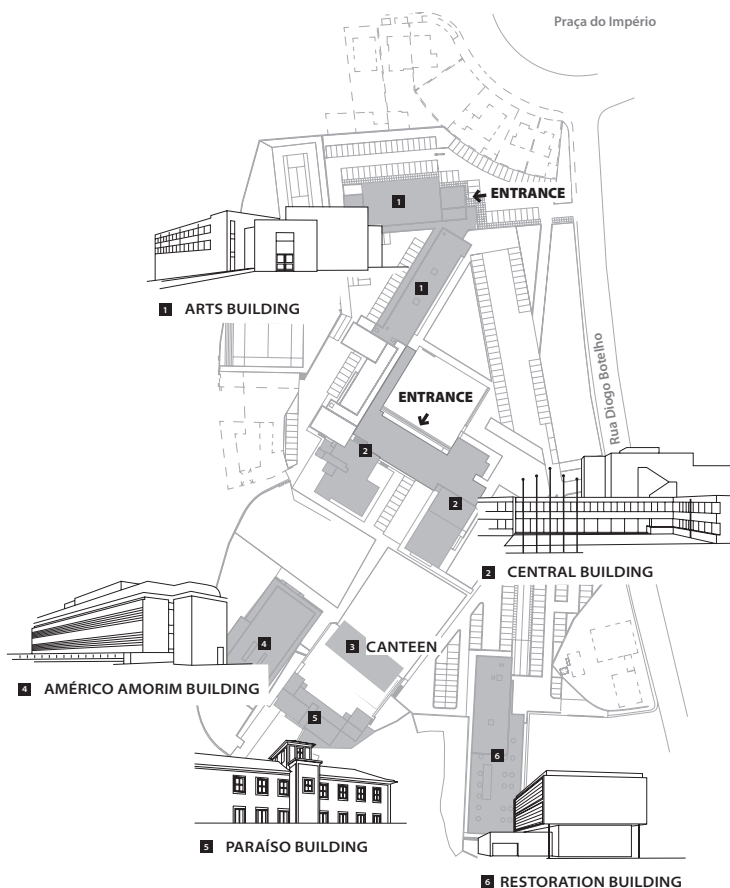 Praça do Império
1
ENTRANCE
1
1 ARTS BUILDING
ENTRANCE
Rua Diogo Botelho
2
2
2 CENTRAL BUILDING
3 CANTEEN
4
4 AMÉRICO AMORIM BUILDING
5
6
5 PARAÍSO BUILDING
6 RESTORATION BUILDING